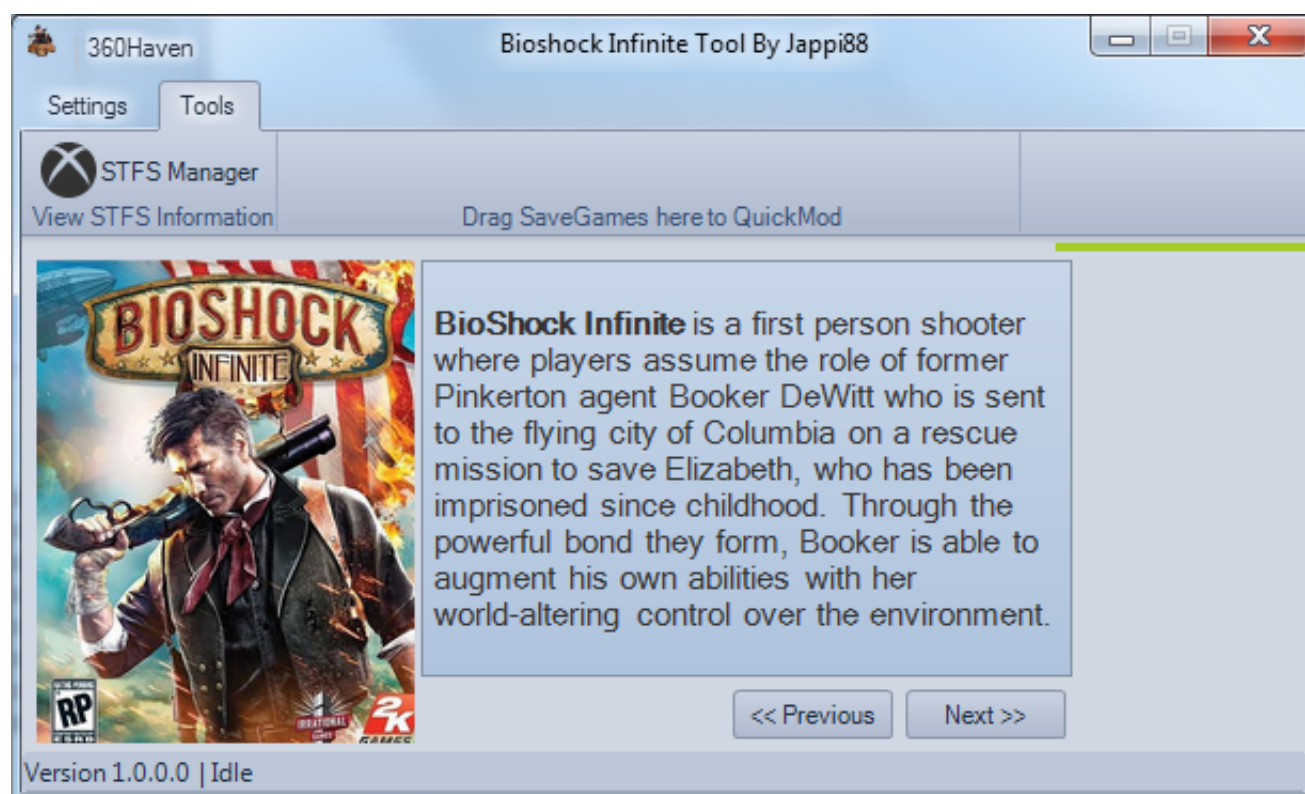 360Haven
Bioshock Infinite Tool By Jappi88
Settings
Tools
STFS Manager
View STFS Information
Drag SaveGames here to QuickMod
BIOSHOCK
INFINITE
BioShock Infinite is a first person shooter
where players assume the role of former
Pinkerton agent Booker DeWitt who is sent
to the flying city of Columbia on a rescue
mission to save Elizabeth, who has been
imprisoned since childhood. Through the
powerful bond they form, Booker is able to
augment his own abilities with her
world-altering control over the environment.
RP
ESRB
IRRATIONAL
GAMES
2K
GAMES
<< Previous
Next >>
Version 1.0.0.0 | Idle